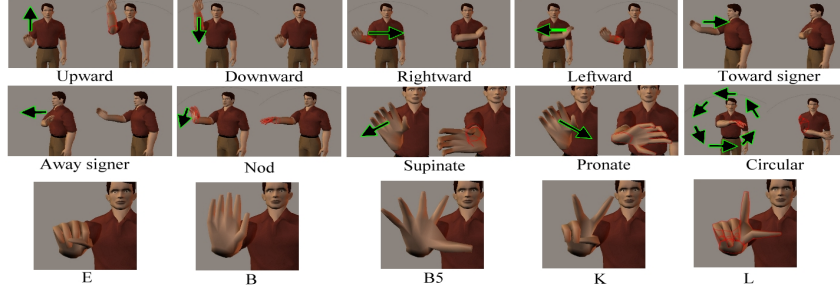 Upward Downward Rightward Leftward Toward signer
Away signer Nod Supinate Pronate Circular
E B B5 K L